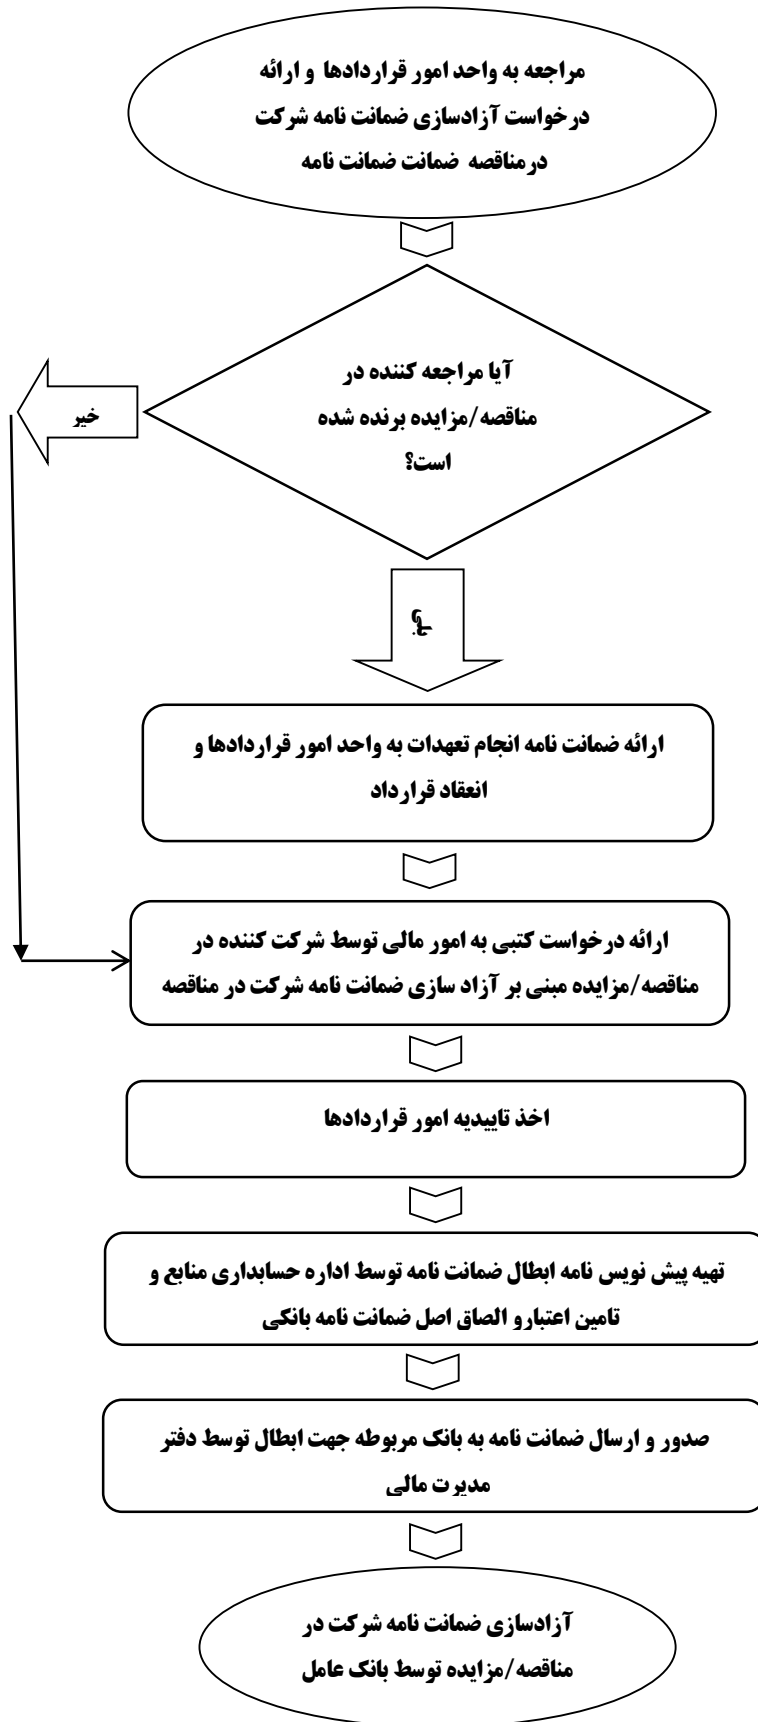 مراجعه به واحد امور قراردادها و ارائه
درخواست آزادسازی ضمانت نامه شرکت
درمناقصه ضمانت ضمانت نامه
آیا مراجعه کننده در
مناقصه/مزایده برنده شده
است؟
خیر
بلی
ارائه ضمانت نامه انجام تعهدات به واحد امور قراردادها و
انعقاد قرارداد
ارائه درخواست کتبی به امور مالی توسط شرکت کننده در
مناقصه/مزایده مبنی بر آزاد سازی ضمانت نامه شرکت در مناقصه
اخذ تاییدیه امور قراردادها
تهیه پیش نویس نامه ابطال ضمانت نامه توسط اداره حسابداری منابع و
تامین اعتبارو الصاق اصل ضمانت نامه بانکی
صدور و ارسال ضمانت نامه به بانک مربوطه جهت ابطال توسط دفتر
مدیرت مالی
آزادسازی ضمانت نامه شرکت در
مناقصه/مزایده توسط بانک عامل